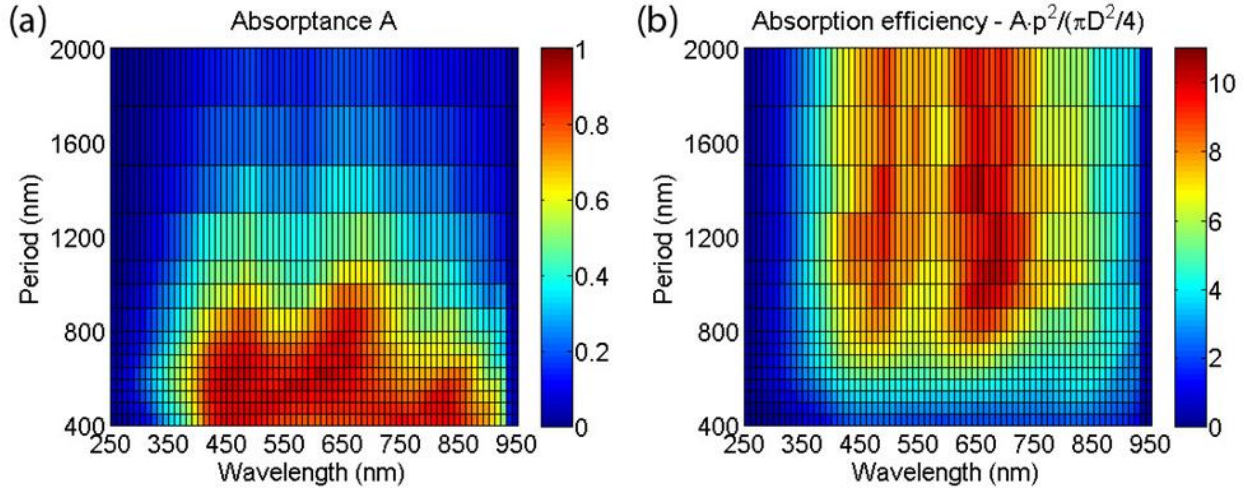 (a)
Absorptance A
2000
1600
1200
800
400
Period (nm)
250 350 450 550 650 750 850 950
Wavelength (nm)
1
0.8
0.6
0.4
0.2
0
(b)
Absorption efficiency - A·p²/(πD²/4)
2000
1600
1200
800
400
Period (nm)
250 350 450 550 650 750 850 950
Wavelength (nm)
10
8
6
4
2
0